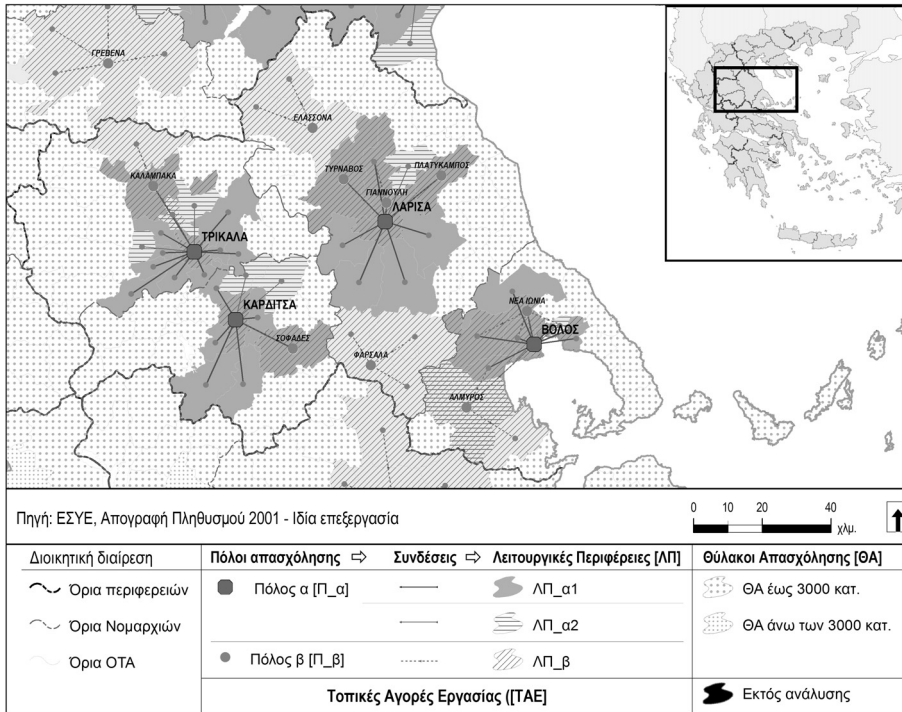 ΓΡΕΒΕΝΑ
ΕΛΑΣΣΟΝΑ
ΚΑΛΑΜΠΑΚΑ
ΤΥΡΝΑΒΟΣ
ΠΛΑΤΥΚΑΜΠΟΣ
ΓΙΑΝΝΟΥΛΗ
ΛΑΡΙΣΑ
ΤΡΙΚΑΛΑ
ΚΑΡΔΙΤΣΑ
ΝΕΑ ΙΩΝΙΑ
ΒΟΛΟΣ
ΣΟΦΑΔΕΣ
ΦΑΡΣΑΛΑ
ΑΛΜΥΡΟΣ
Πηγή: ΕΣΥΕ, Απογραφή Πληθυσμού 2001 - Ιδία επεξεργασία
0 10 20 40
χλμ.
Διοικητική διαίρεση
Όρια περιφερειών
Όρια Νομαρχιών
Όρια ΟΤΑ
Πόλοι απασχόλησης ⇨ Συνδέσεις ⇨ Λειτουργικές Περιφέρειες [ΛΠ]
Πόλος α [Π_α]
ΛΠ_α1
ΛΠ_α2
Πόλος β [Π_β]
ΛΠ_β
Τοπικές Αγορές Εργασίας ([ΤΑΕ]
Θύλακοι Απασχόλησης [ΘΑ]
ΘΑ έως 3000 κατ.
ΘΑ άνω των 3000 κατ.
Εκτός ανάλυσης